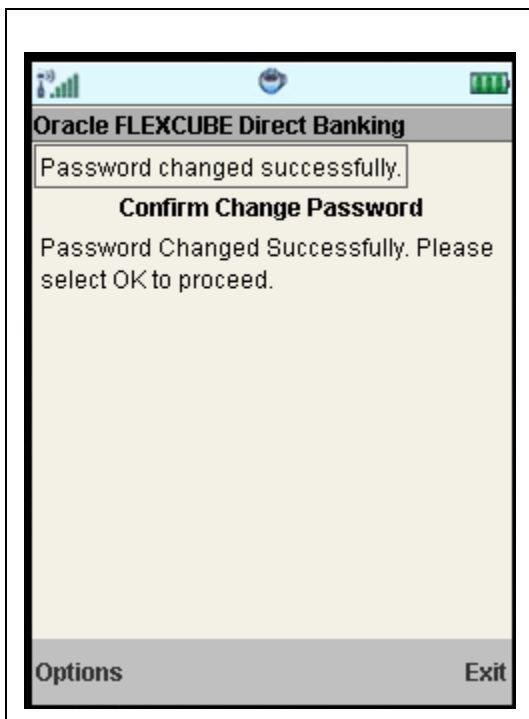 Oracle FLEXCUBE Direct Banking
Password changed successfully.
Confirm Change Password
Password Changed Successfully. Please
select OK to proceed.
Options Exit